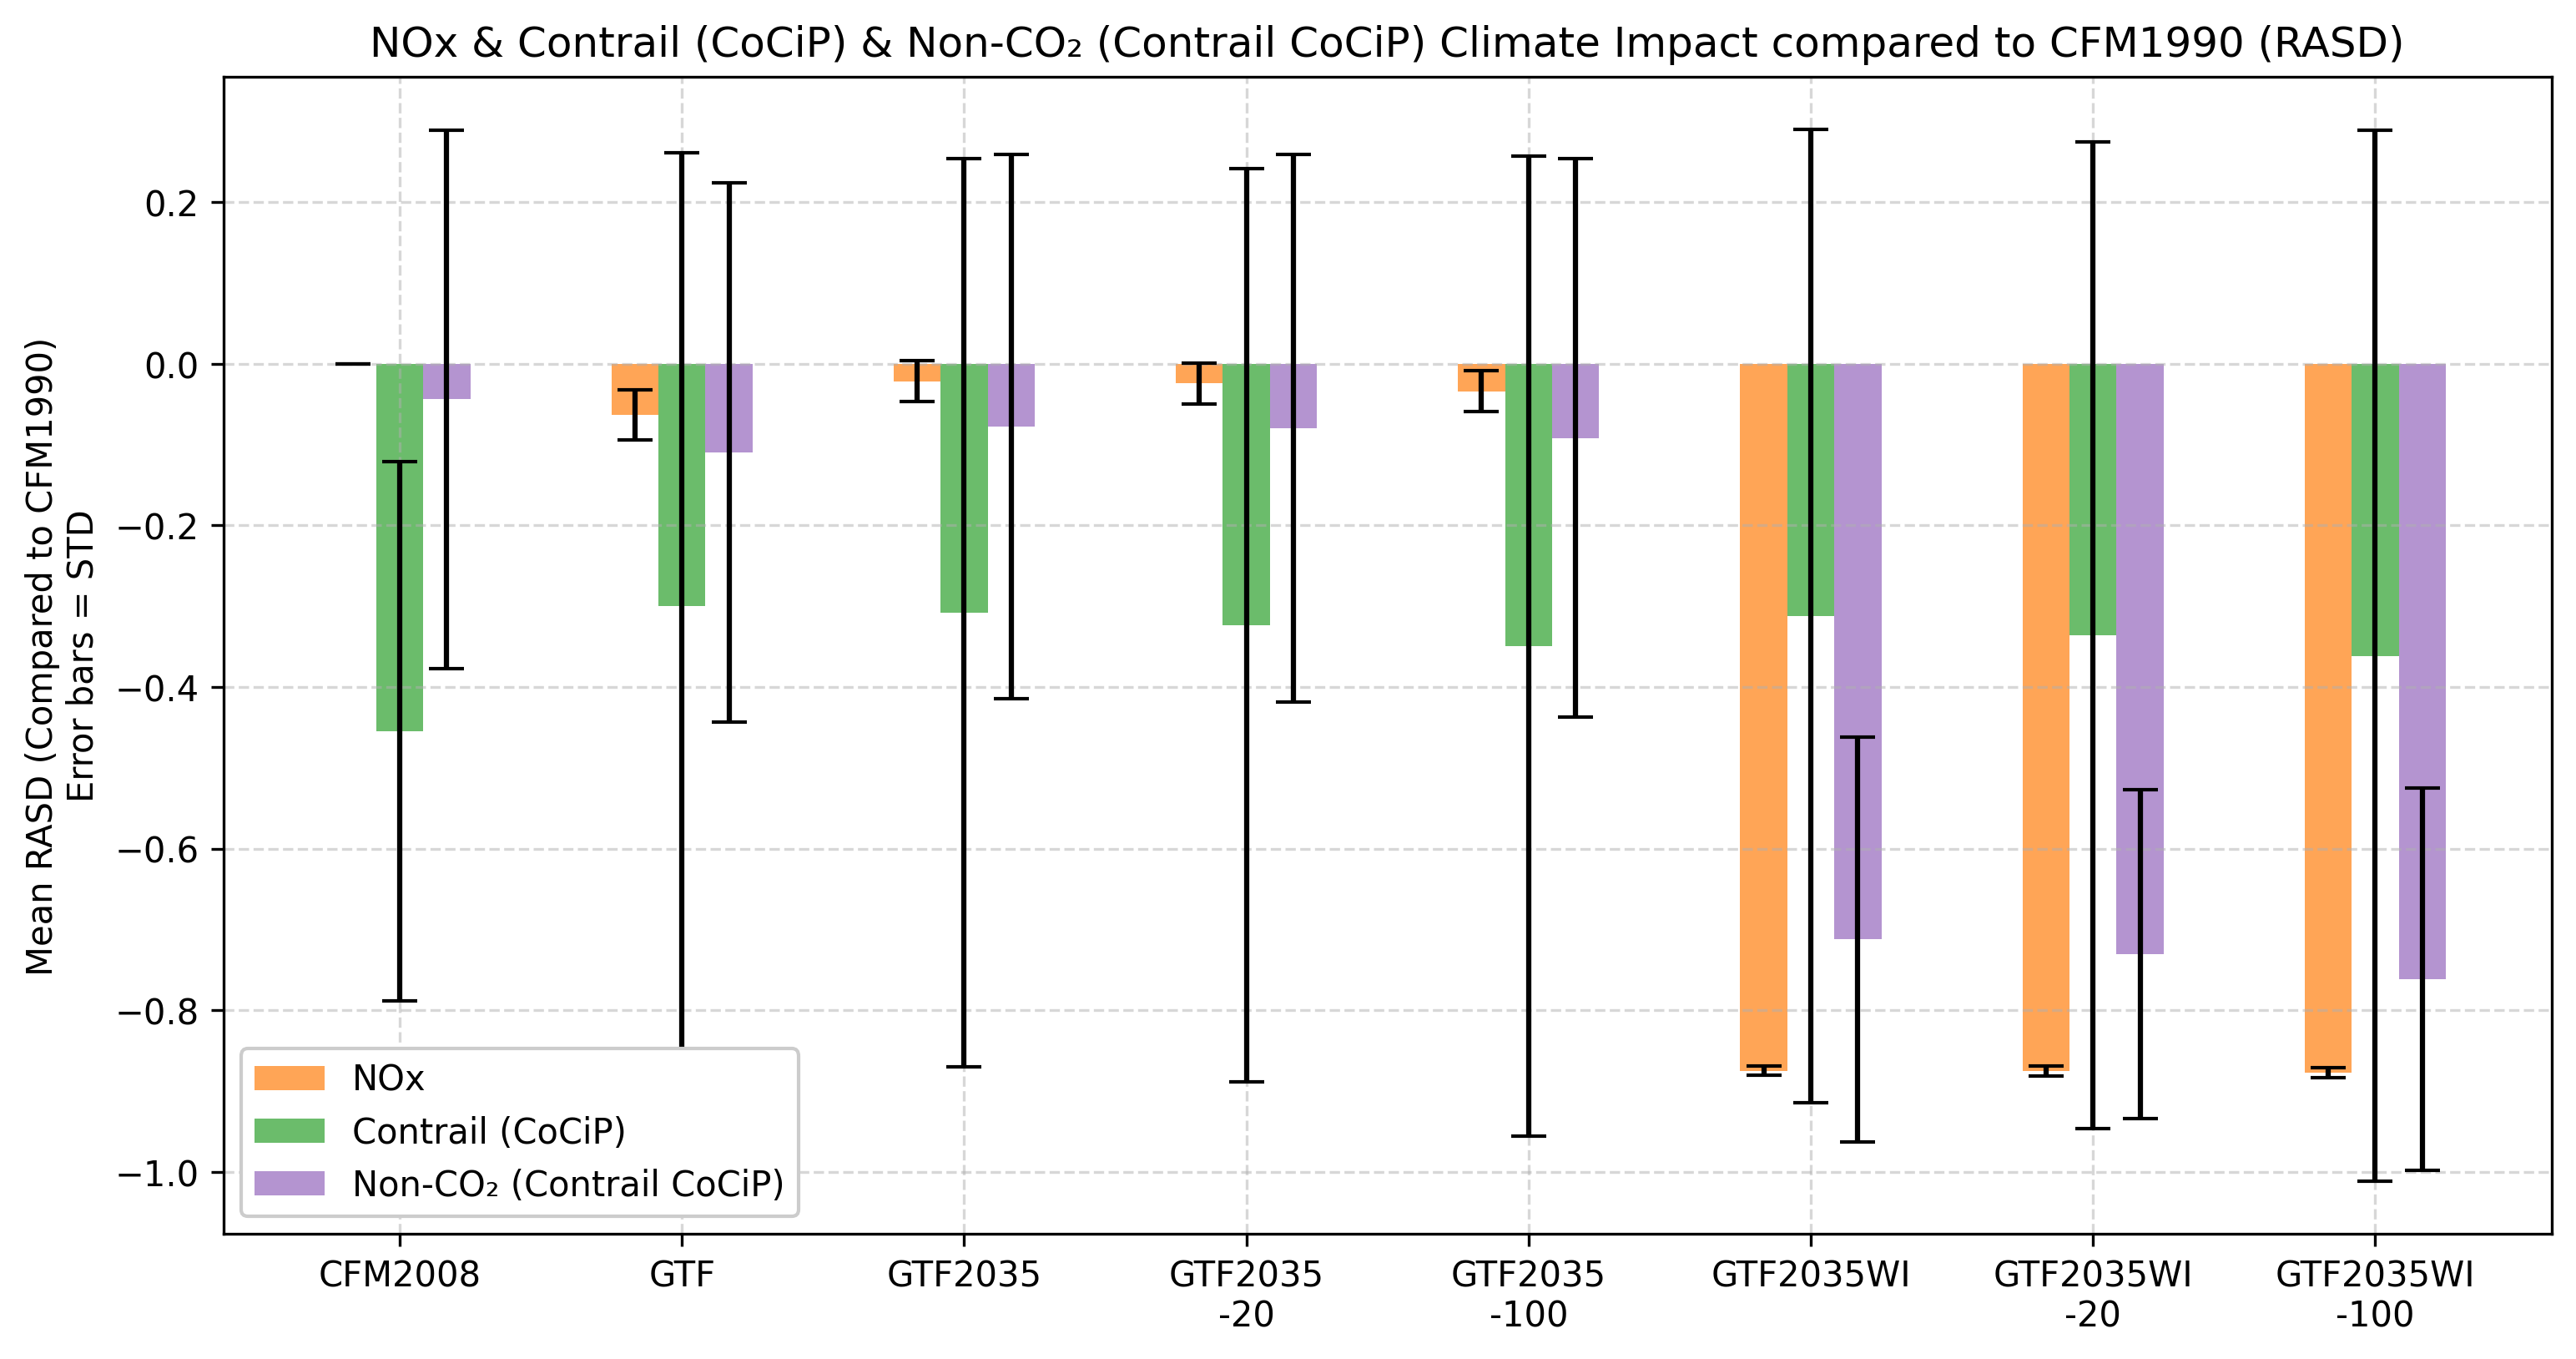 NOx & Contrail (CoCiP) & Non-CO₂ (Contrail CoCiP) Climate Impact compared to CFM1990 (RASD)
Mean RASD (Compared to CFM1990)
Error bars = STD
0.2
0.0
−0.2
−0.4
−0.6
−0.8
−1.0
NOx
Contrail (CoCiP)
Non-CO₂ (Contrail CoCiP)
CFM2008
GTF
GTF2035
GTF2035
-20
GTF2035
-100
GTF2035WI
GTF2035WI
-20
GTF2035WI
-100